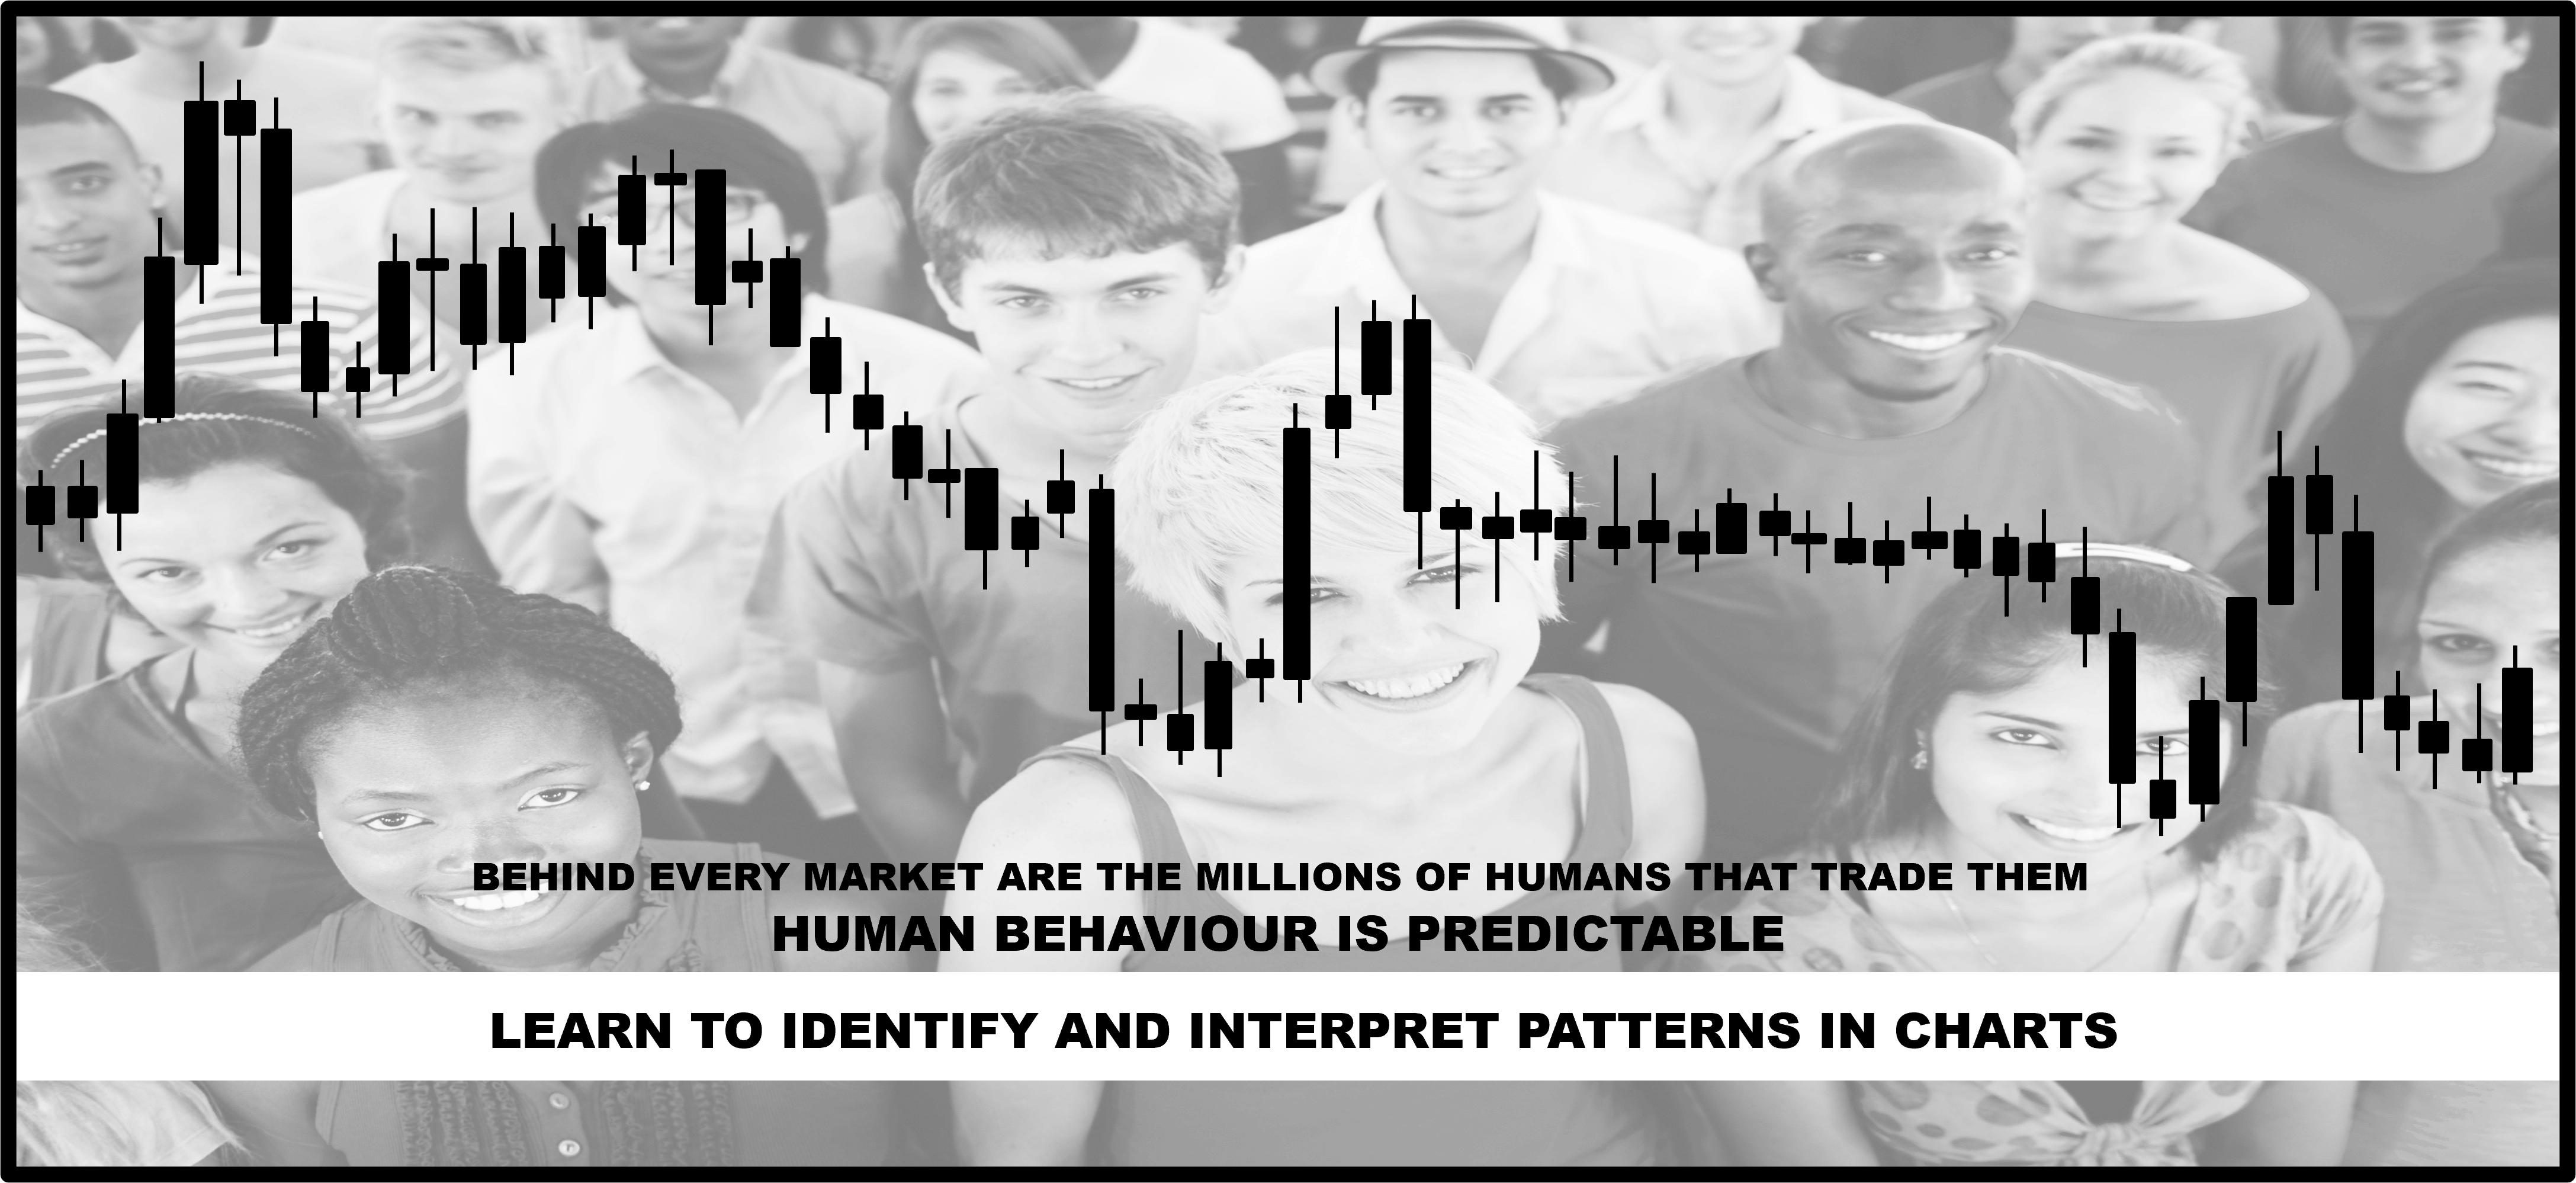 BEHIND EVERY MARKET ARE THE MILLIONS OF HUMANS THAT TRADE THEM
HUMAN BEHAVIOUR IS PREDICTABLE
LEARN TO IDENTIFY AND INTERPRET PATTERNS IN CHARTS